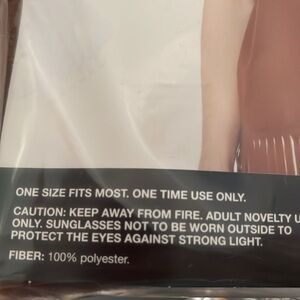 ONE SIZE FITS MOST. ONE TIME USE ONLY.
CAUTION: KEEP AWAY FROM FIRE. ADULT NOVELTY U
ONLY. SUNGLASSES NOT TO BE WORN OUTSIDE TO
PROTECT THE EYES AGAINST STRONG LIGHT.
FIBER: 100% polyester.